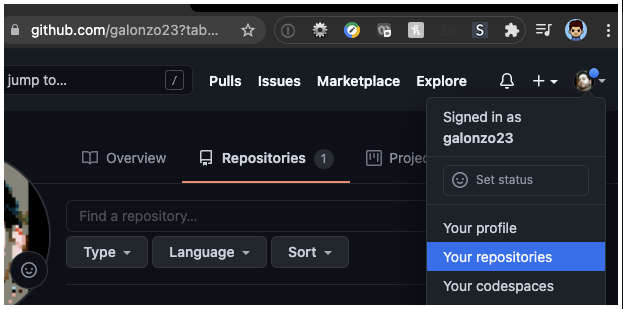 github.com/galonzo23?tab...
jump to...
/
Pulls Issues Marketplace Explore
Signed in as
galonzo23
Overview Repositories 1 Projec
Set status
Find a repository...
Your profile
Type Language Sort
Your repositories
Your codespaces